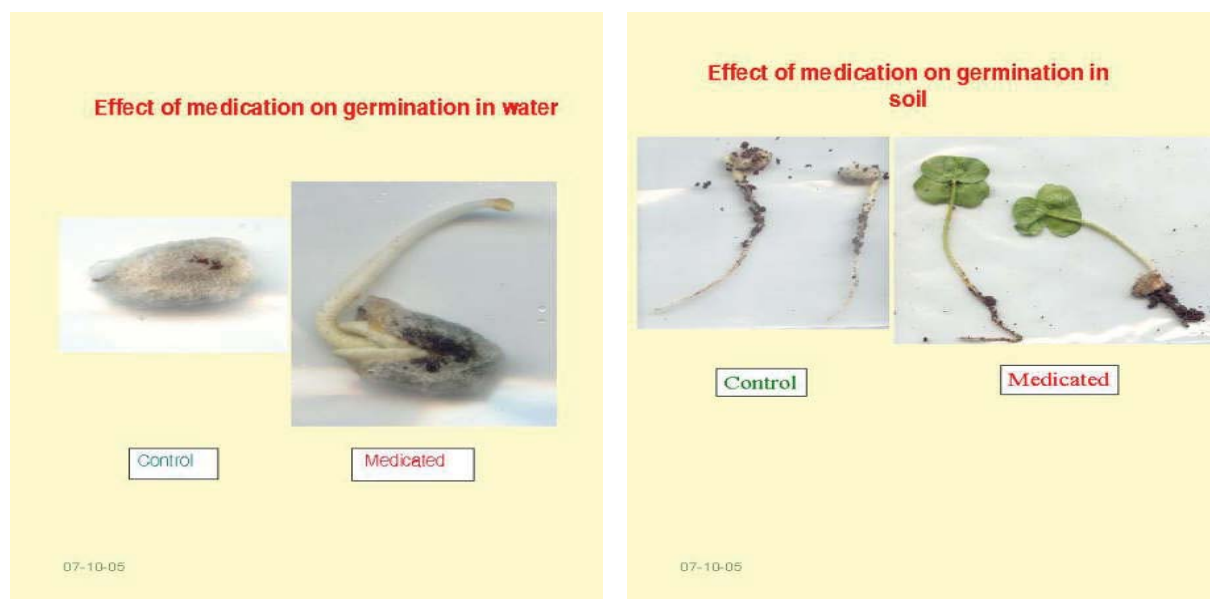 Effect of medication on germination in water
Control
Medicated
07-10-05
Effect of medication on germination in
soil
Control
Medicated
07-10-05